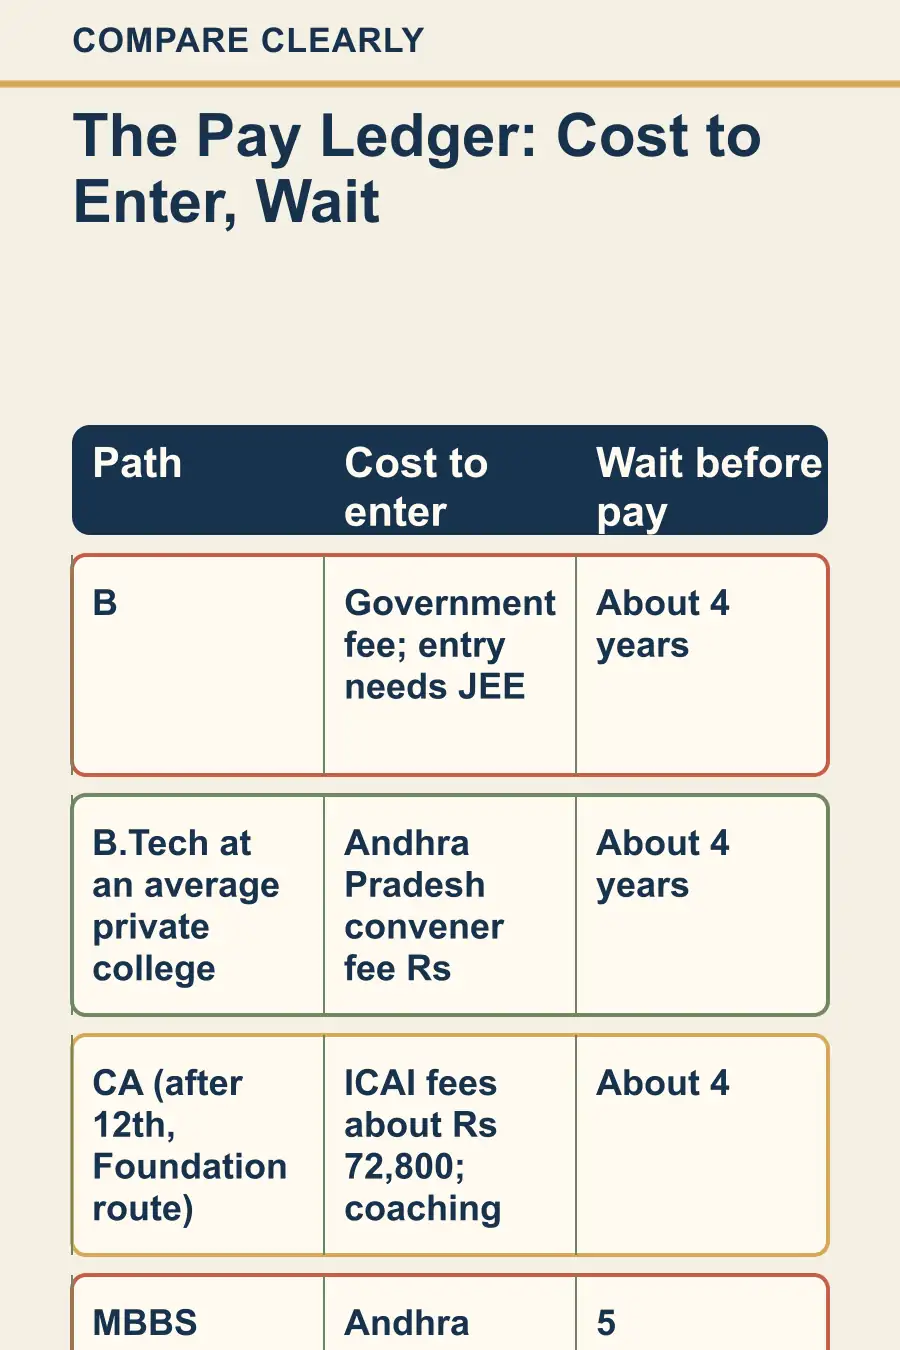 COMPARE CLEARLY
The Pay Ledger: Cost to
Enter, Wait
Path
Cost to
enter
Wait before
pay
B
Government
fee; entry
needs JEE
About 4
years
B.Tech at
an average
private
college
Andhra
Pradesh
convener
fee Rs
About 4
years
CA (after
12th,
Foundation
route)
ICAI fees
about Rs
72,800;
coaching
About 4
MBBS
Andhra
5